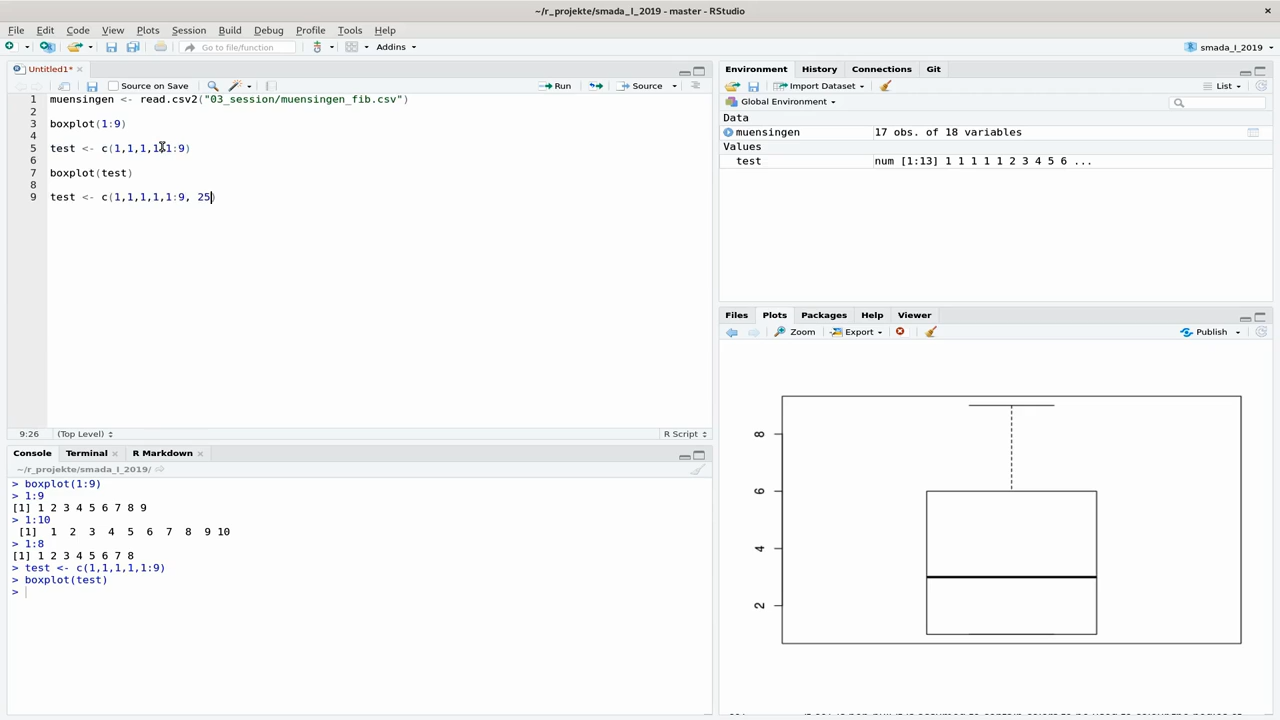 ~/r_projekte/smada_I_2019 - master - RStudio
File Edit Code View Plots Session Build Debug Profile Tools Help
Go to file/function Addins smada_I_2019
Untitled1*
Source on Save Run Source
1 muensingen <- read.csv2("03_session/muensingen_fib.csv")
2
3 boxplot(1:9)
4
5 test <- c(1,1,1,1,1:9)
6
7 boxplot(test)
8
9 test <- c(1,1,1,1,1:9, 25)
9:26 (Top Level) R Script
Console Terminal R Markdown
~/r_projekte/smada_I_2019/
> boxplot(1:9)
> 1:9
[1] 1 2 3 4 5 6 7 8 9
> 1:10
[1] 1 2 3 4 5 6 7 8 9 10
> 1:8
[1] 1 2 3 4 5 6 7 8
> test <- c(1,1,1,1,1:9)
> boxplot(test)
>
Environment History Connections Git
Import Dataset List
Global Environment
Data
muensingen 17 obs. of 18 variables
Values
test num [1:13] 1 1 1 1 1 2 3 4 5 6 ...
Files Plots Packages Help Viewer
Zoom Export Publish
8
6
4
2